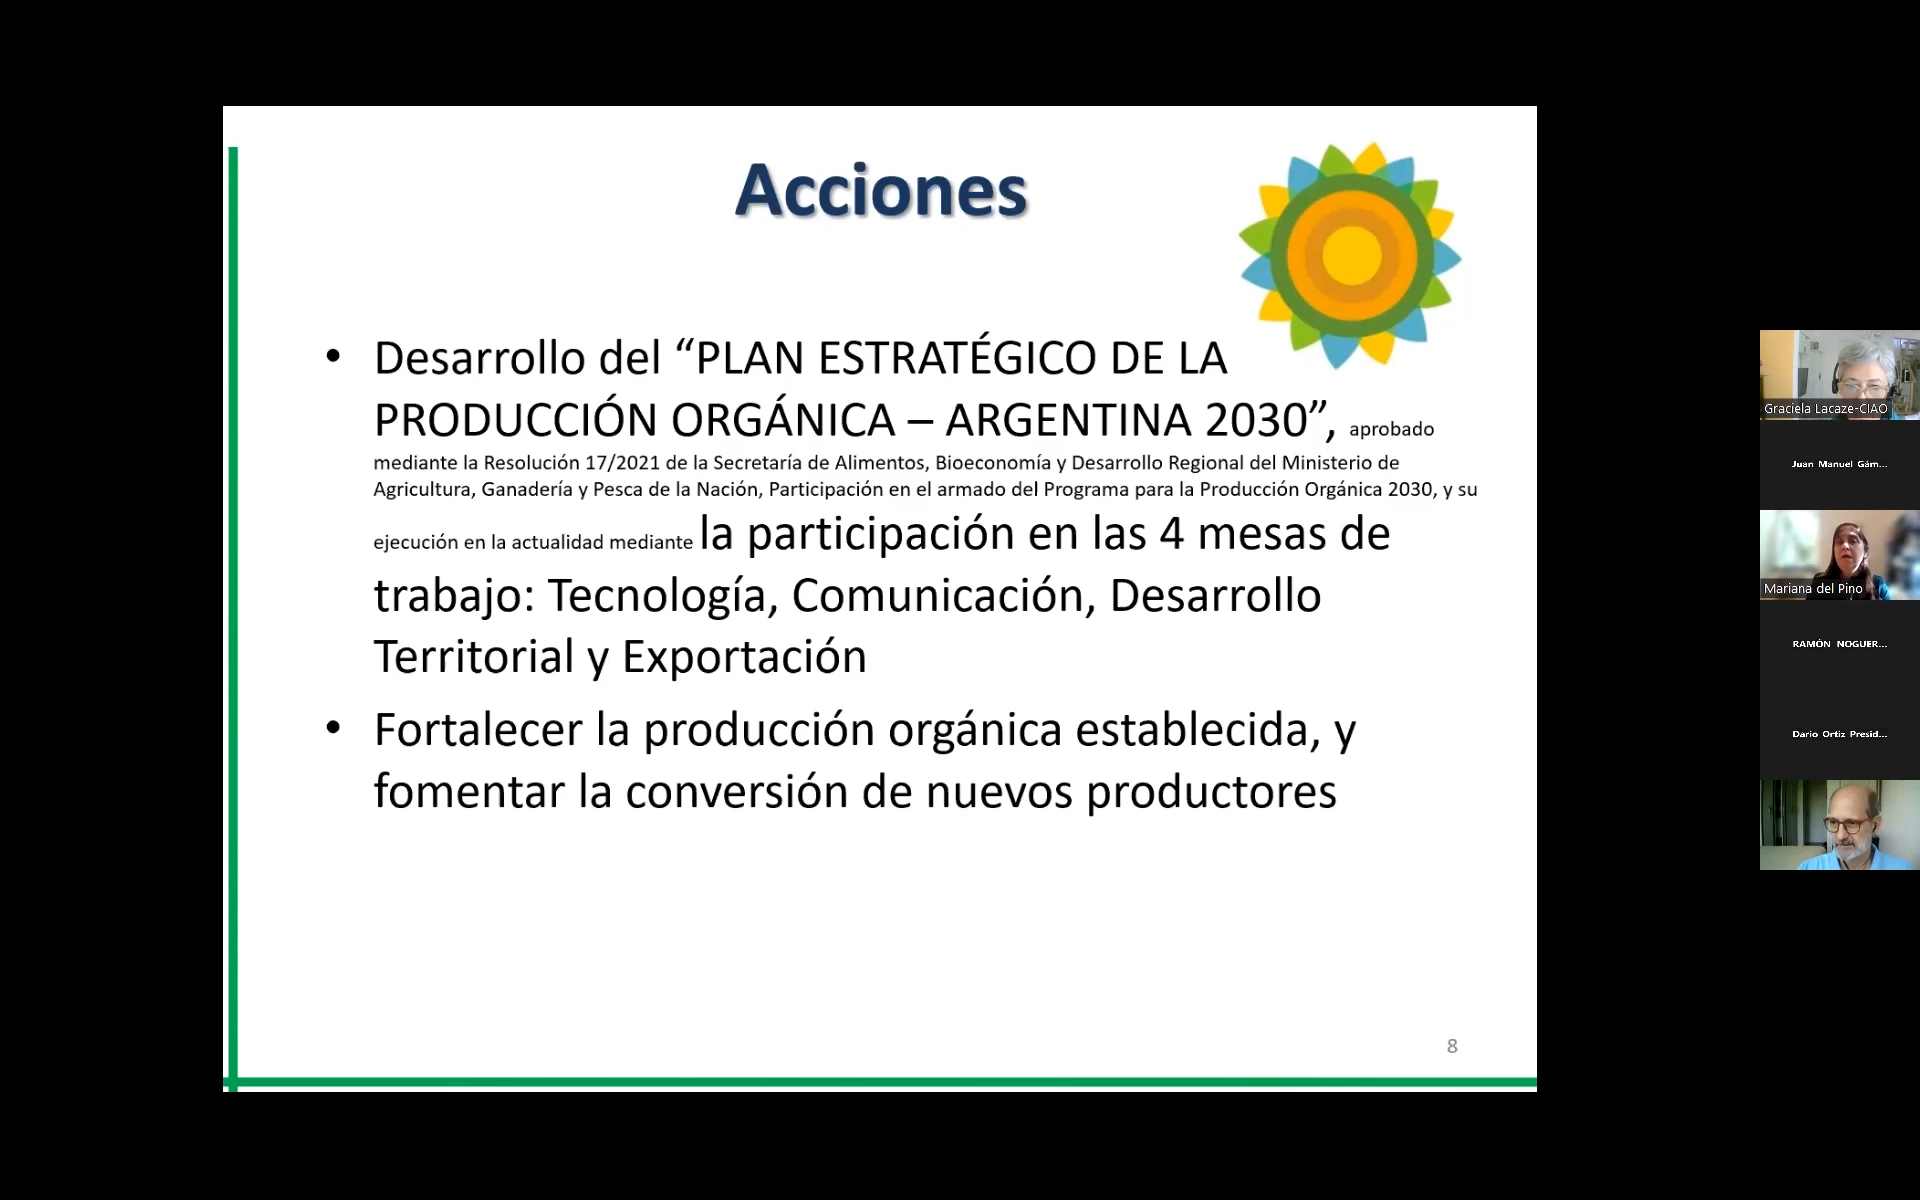 Acciones
• Desarrollo del “PLAN ESTRATÉGICO DE LA
PRODUCCIÓN ORGÁNICA – ARGENTINA 2030”, aprobado
mediante la Resolución 17/2021 de la Secretaría de Alimentos, Bioeconomía y Desarrollo Regional del Ministerio de
Agricultura, Ganadería y Pesca de la Nación, Participación en el armado del Programa para la Producción Orgánica 2030, y su
ejecución en la actualidad mediante la participación en las 4 mesas de
trabajo: Tecnología, Comunicación, Desarrollo
Territorial y Exportación
• Fortalecer la producción orgánica establecida, y
fomentar la conversión de nuevos productores
8
Graciela Lacaze-CIAO
Juan Manuel Gám...
Mariana del Pino
RAMÓN NOGUER...
Dario Ortiz Presid...